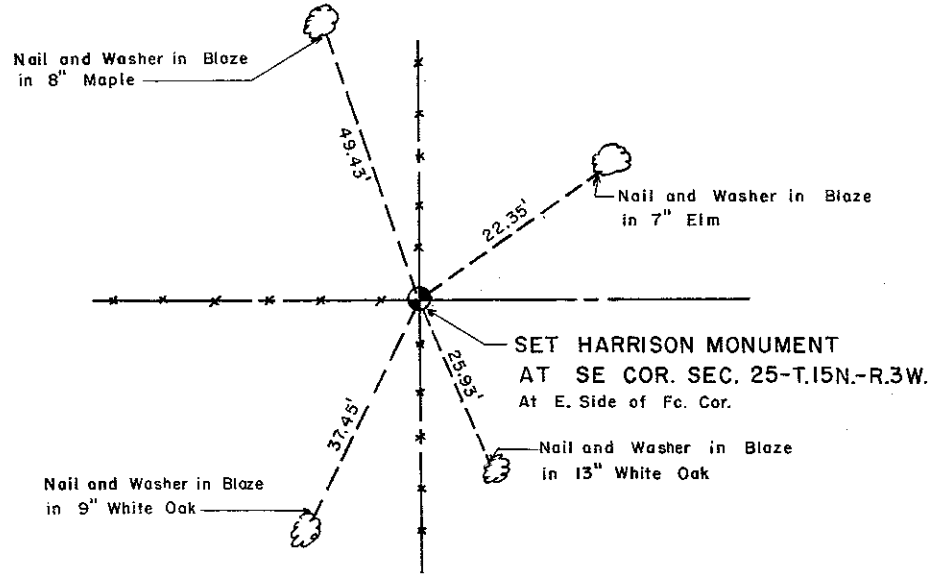 Nail and Washer in Blaze
in 8" Maple
49.43'
22.35'
Nail and Washer in Blaze
in 7" Elm
SET HARRISON MONUMENT
AT SE COR. SEC. 25-T.15N.-R.3W.
At E. Side of Fc. Cor.
25.93'
37.45'
Nail and Washer in Blaze
in 13" White Oak
Nail and Washer in Blaze
in 9" White Oak